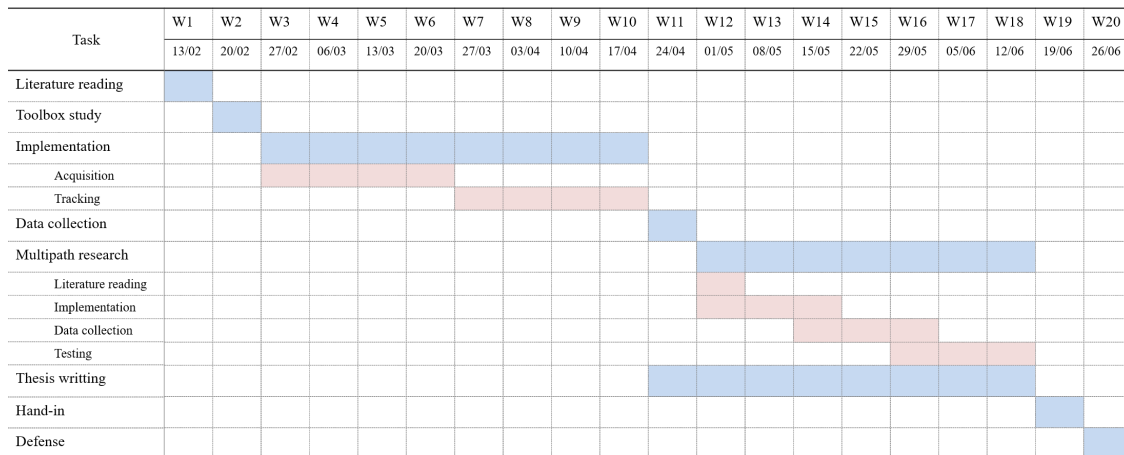 Task W1 W2 W3 W4 W5 W6 W7 W8 W9 W10 W11 W12 W13 W14 W15 W16 W17 W18 W19 W20
13/02 20/02 27/02 06/03 13/03 20/03 27/03 03/04 10/04 17/04 24/04 01/05 08/05 15/05 22/05 29/05 05/06 12/06 19/06 26/06
Literature reading
Toolbox study
Implementation
Acquisition
Tracking
Data collection
Multipath research
Literature reading
Implementation
Data collection
Testing
Thesis writting
Hand-in
Defense